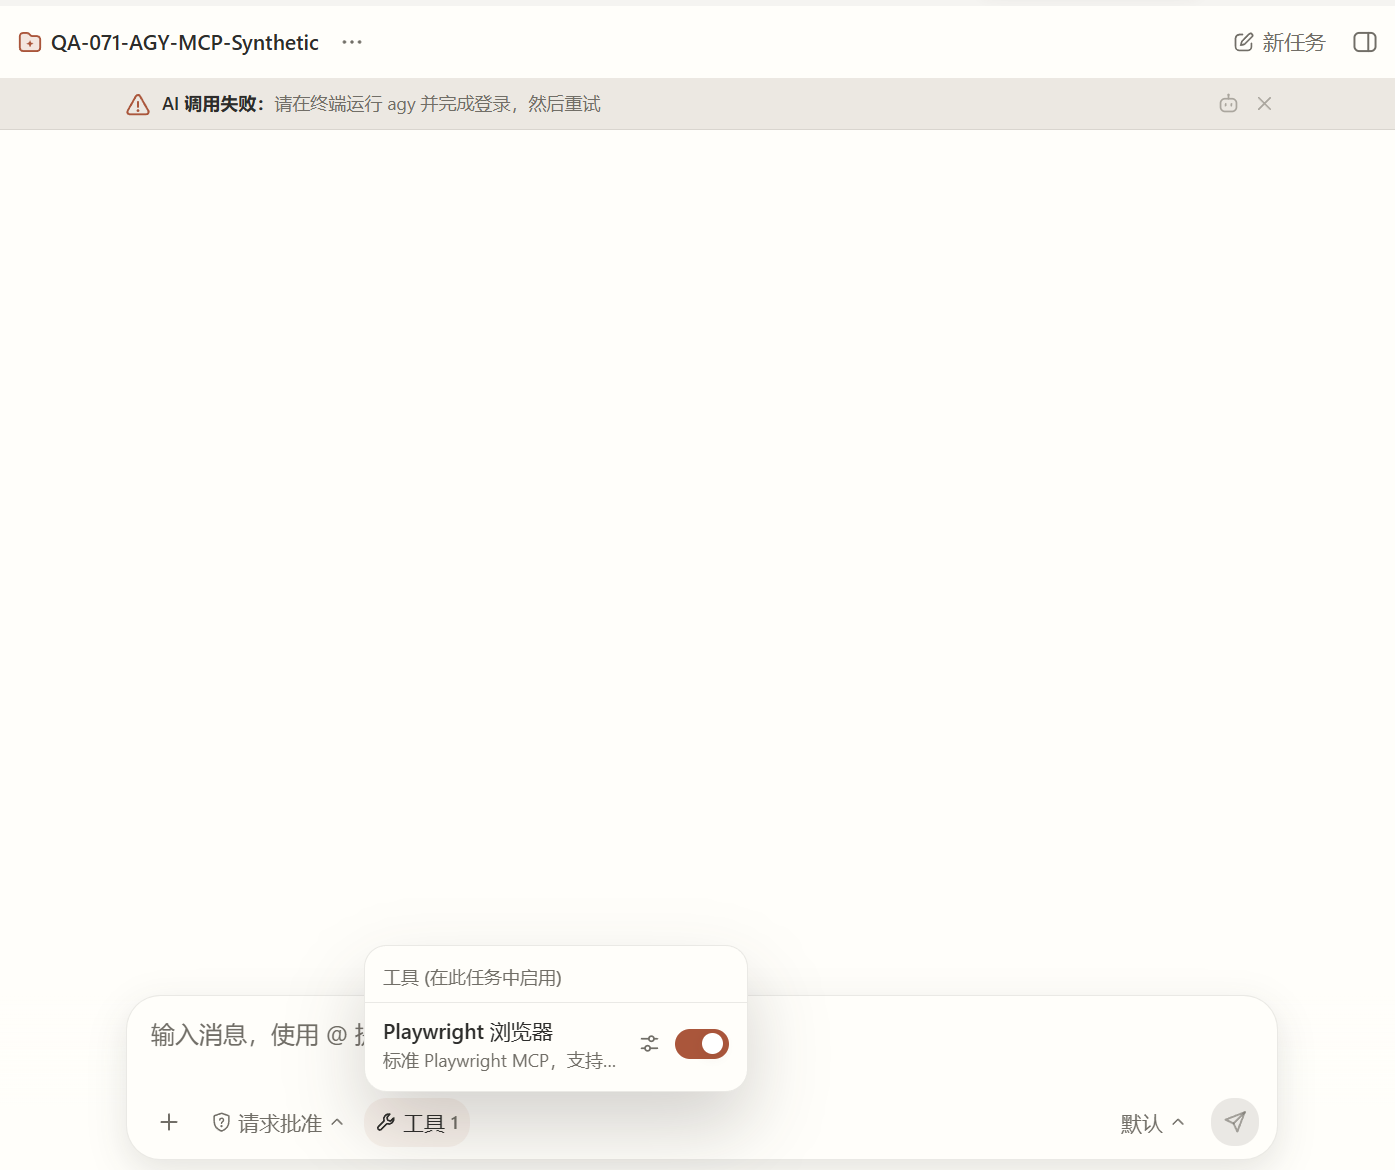 QA-071-AGY-MCP-Synthetic
新任务
AI 调用失败：请在终端运行 agy 并完成登录，然后重试
工具 (在此任务中启用)
Playwright 浏览器
标准 Playwright MCP，支持...
输入消息，使用 @
请求批准
工具 1
默认